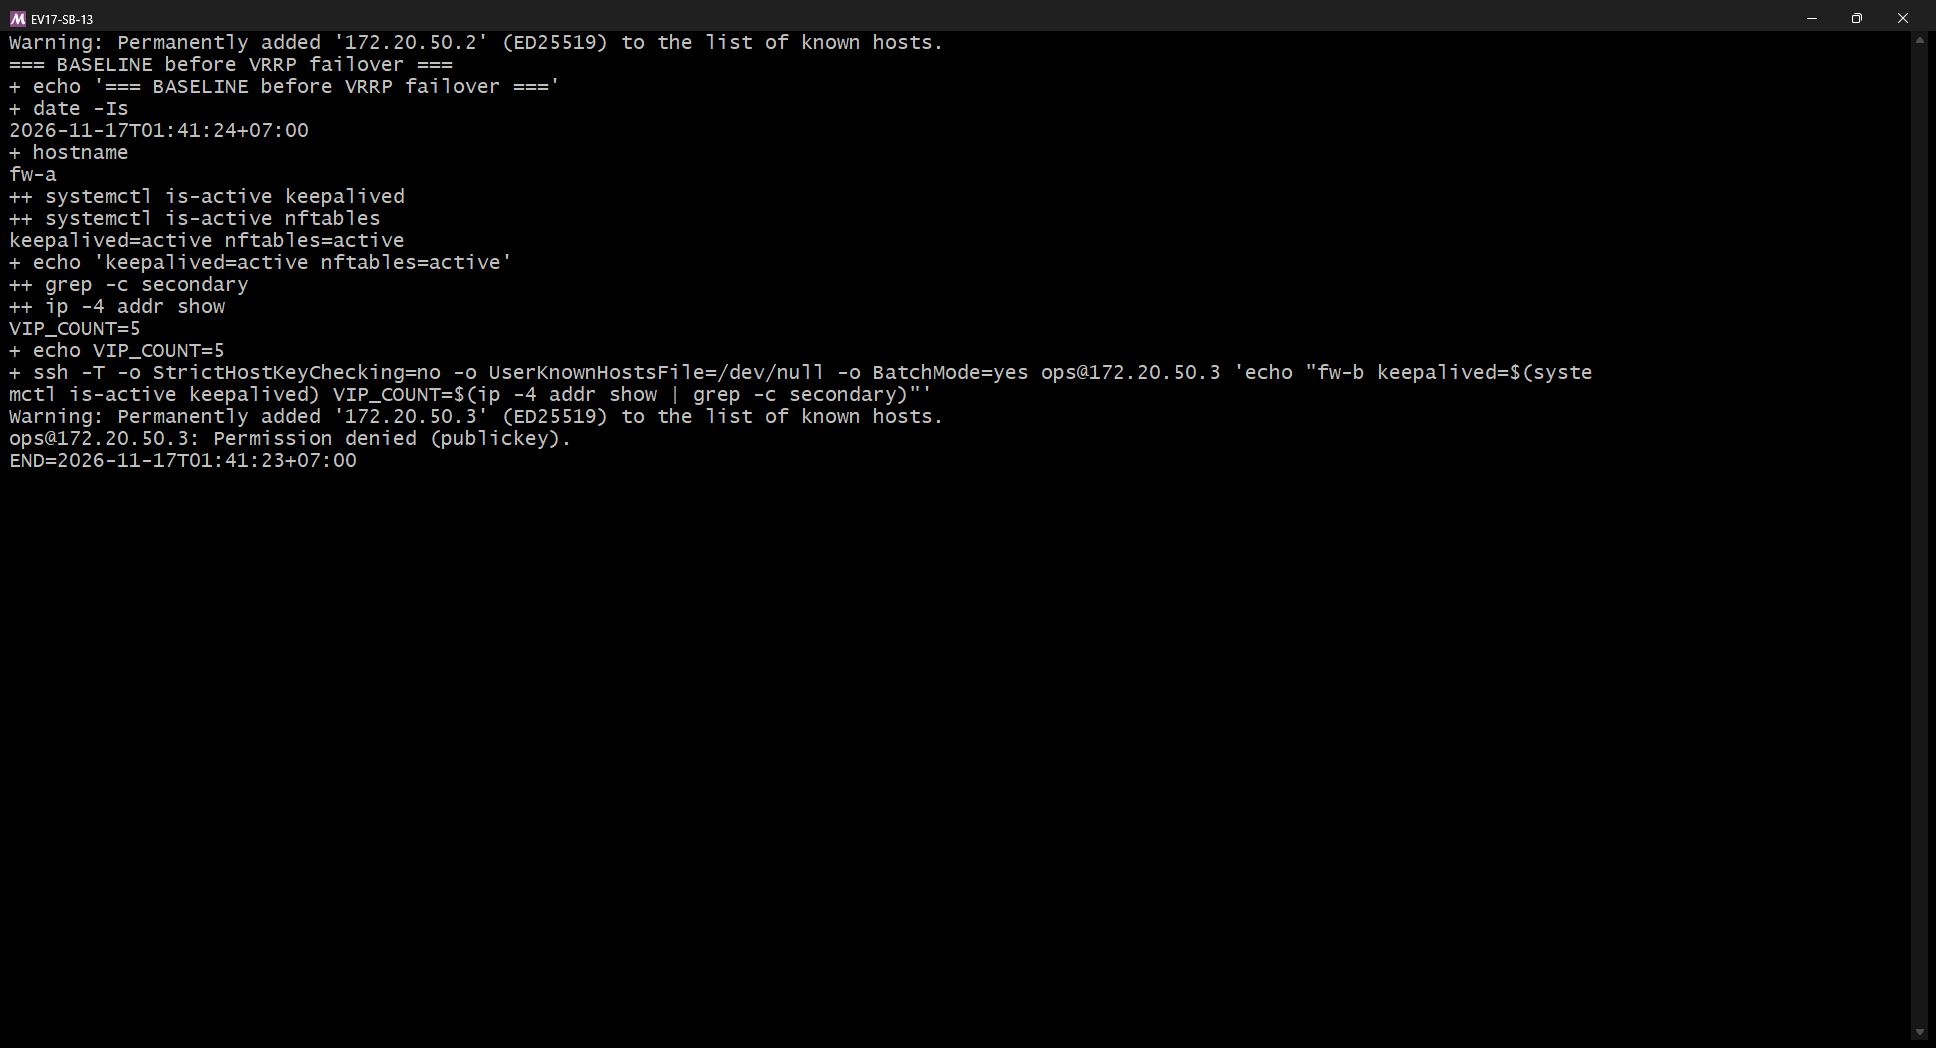 EV17-SB-13
Warning: Permanently added '172.20.50.2' (ED25519) to the list of known hosts.
=== BASELINE before VRRP failover ===
+ echo '=== BASELINE before VRRP failover ==='
+ date -Is
2026-11-17T01:41:24+07:00
+ hostname
fw-a
++ systemctl is-active keepalived
++ systemctl is-active nftables
keepalived=active nftables=active
+ echo 'keepalived=active nftables=active'
++ grep -c secondary
++ ip -4 addr show
VIP_COUNT=5
+ echo VIP_COUNT=5
+ ssh -T -o StrictHostKeyChecking=no -o UserKnownHostsFile=/dev/null -o BatchMode=yes ops@172.20.50.3 'echo "fw-b keepalived=$(syste
mctl is-active keepalived) VIP_COUNT=$(ip -4 addr show | grep -c secondary)"'
Warning: Permanently added '172.20.50.3' (ED25519) to the list of known hosts.
ops@172.20.50.3: Permission denied (publickey).
END=2026-11-17T01:41:23+07:00